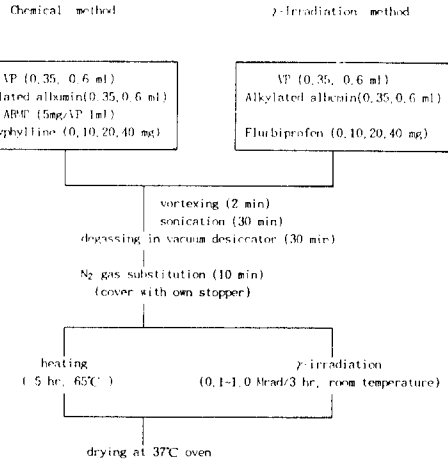 Chemical method
γ-Irradiation method
VP (0.35, 0.6 ml)
lated albumin(0.35,0.6 ml)
(5mg/VP 1ml)
phylline (0,10,20,40 mg)
VP (0.35, 0.6 ml)
Alkylated albumin(0.35,0.6 ml)
Flurbiprofen (0,10,20,40 mg)
vortexing (2 min)
sonication (30 min)
degassing in vacuum desiccator (30 min)
N₂ gas substitution (10 min)
(cover with own stopper)
heating
( 5 hr, 65℃ )
γ-irradiation
(0.1~1.0 Mrad/3 hr, room temperature)
drying at 37℃ oven